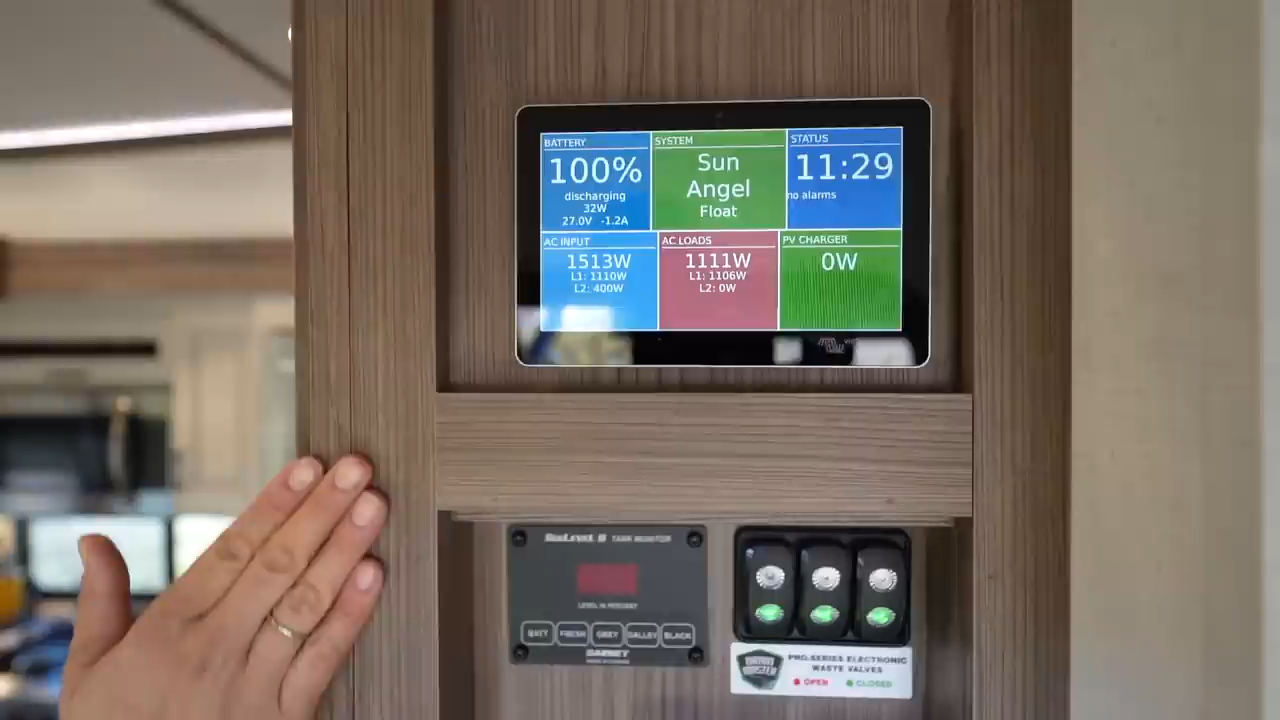 BATTERY
100%
discharging
32W
27.0V -1.2A
SYSTEM
Sun
Angel
Float
STATUS
11:29
no alarms
AC INPUT
1513W
L1: 1110W
L2: 400W
AC LOADS
1111W
L1: 1106W
L2: 0W
PV CHARGER
0W
SeeLevel II TANK MONITOR
LEVEL IN PERCENT
BATT FRESH GREY GALLEY BLACK
GARNET
PRO-SERIES ELECTRONIC
WASTE VALVES
OPEN CLOSED